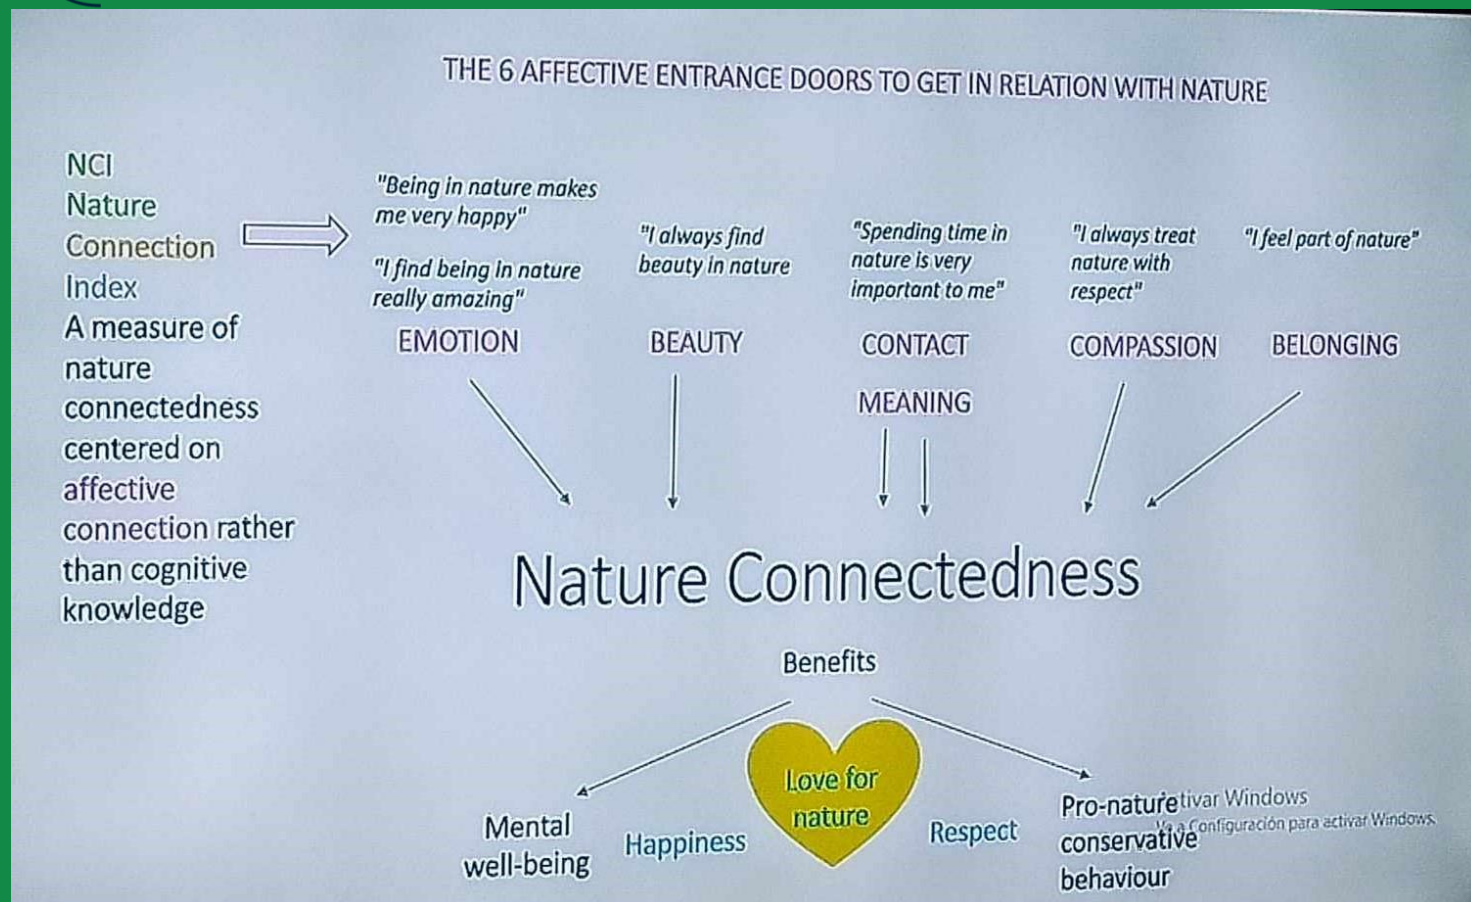 THE 6 AFFECTIVE ENTRANCE DOORS TO GET IN RELATION WITH NATURE
NCI
Nature
Connection
Index
A measure of
nature
connectedness
centered on
affective
connection rather
than cognitive
knowledge
"Being in nature makes
me very happy"
"I find being in nature
really amazing"
EMOTION
"I always find
beauty in nature
BEAUTY
"Spending time in
nature is very
important to me"
CONTACT
MEANING
"I always treat
nature with
respect"
COMPASSION
"I feel part of nature"
BELONGING
Nature Connectedness
Benefits
Mental
well-being
Happiness
Love for
nature
Respect
Pro-nature
conservative
behaviour
tivar Windows
a Configuración para activar Windows.